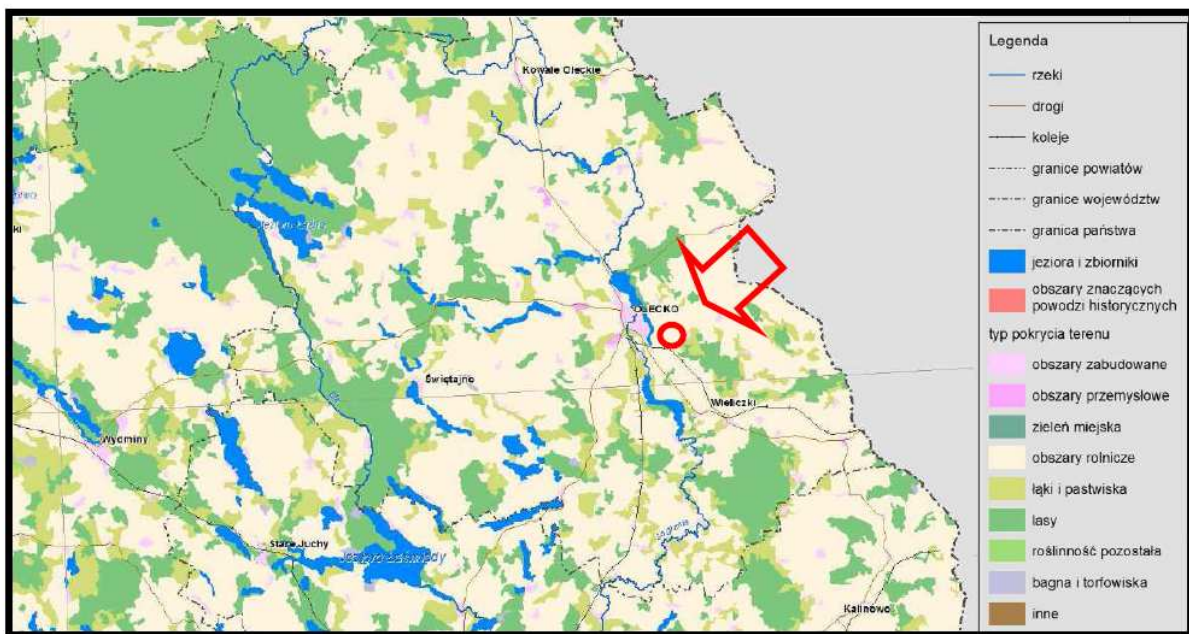 Kowale Oleckie
OLECKO
Świętajno
Wieliczki
Wydminy
Stare Juchy
Kalinowo
Legenda
rzeki
drogi
koleje
granice powiatów
granice województw
granica państwa
jeziora i zbiorniki
obszary znaczących
powodzi historycznych
typ pokrycia terenu
obszary zabudowane
obszary przemysłowe
zieleń miejska
obszary rolnicze
łąki i pastwiska
lasy
roślinność pozostała
bagna i torfowiska
inne